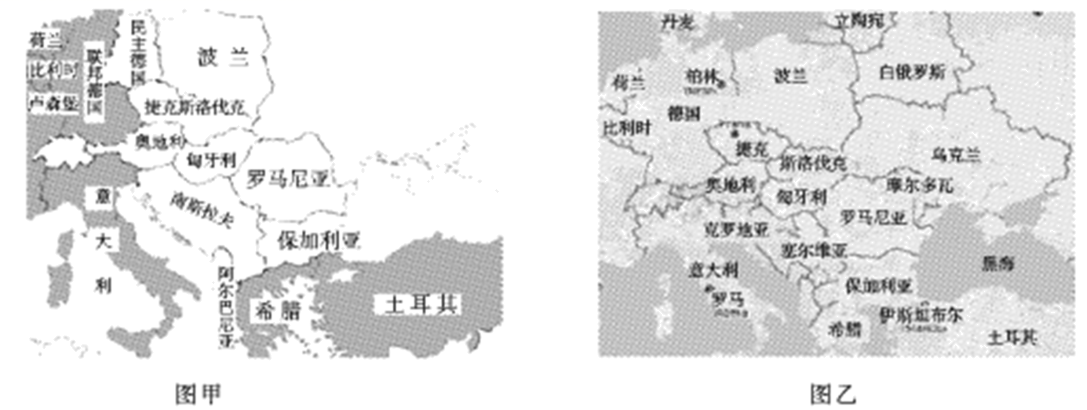 荷兰
比利时
卢森堡
联邦德国
民主德国
波兰
捷克斯洛伐克
奥地利
匈牙利
罗马尼亚
南斯拉夫
意大利
保加利亚
阿尔巴尼亚
希腊
土耳其
图甲
丹麦
立陶宛
荷兰
柏林
波兰
白俄罗斯
德国
比利时
捷克
斯洛伐克
乌克兰
奥地利
匈牙利
摩尔多瓦
罗马尼亚
克罗地亚
塞尔维亚
黑海
意大利
罗马
保加利亚
伊斯坦布尔
希腊
土耳其
图乙